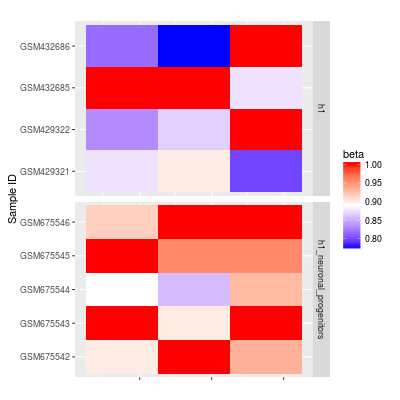 GSM432686
GSM432685
GSM429322
GSM429321
h1
GSM675546
GSM675545
GSM675544
GSM675543
GSM675542
h1_neuronal_progenitors
Sample ID
beta
1.00
0.95
0.90
0.85
0.80